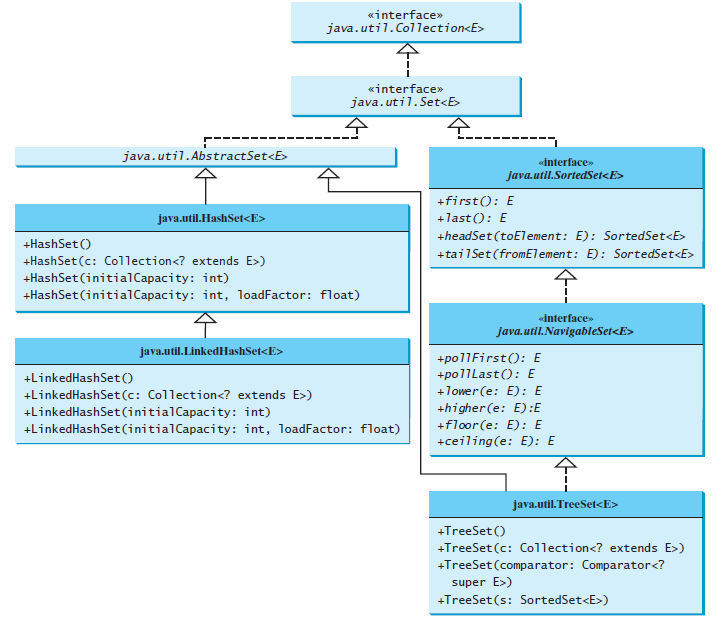 «interface»
java.util.Collection<E>
«interface»
java.util.Set<E>
java.util.AbstractSet<E>
«interface»
java.util.SortedSet<E>
+first(): E
+last(): E
+headSet(toElement: E): SortedSet<E>
+tailSet(fromElement: E): SortedSet<E>
java.util.HashSet<E>
+HashSet()
+HashSet(c: Collection<? extends E>)
+HashSet(initialCapacity: int)
+HashSet(initialCapacity: int, loadFactor: float)
«interface»
java.util.NavigableSet<E>
+pollFirst(): E
+pollLast(): E
+lower(e: E): E
+higher(e: E):E
+floor(e: E): E
+ceiling(e: E): E
java.util.LinkedHashSet<E>
+LinkedHashSet()
+LinkedHashSet(c: Collection<? extends E>)
+LinkedHashSet(initialCapacity: int)
+LinkedHashSet(initialCapacity: int, loadFactor: float)
java.util.TreeSet<E>
+TreeSet()
+TreeSet(c: Collection<? extends E>)
+TreeSet(comparator: Comparator<?
super E>)
+TreeSet(s: SortedSet<E>)